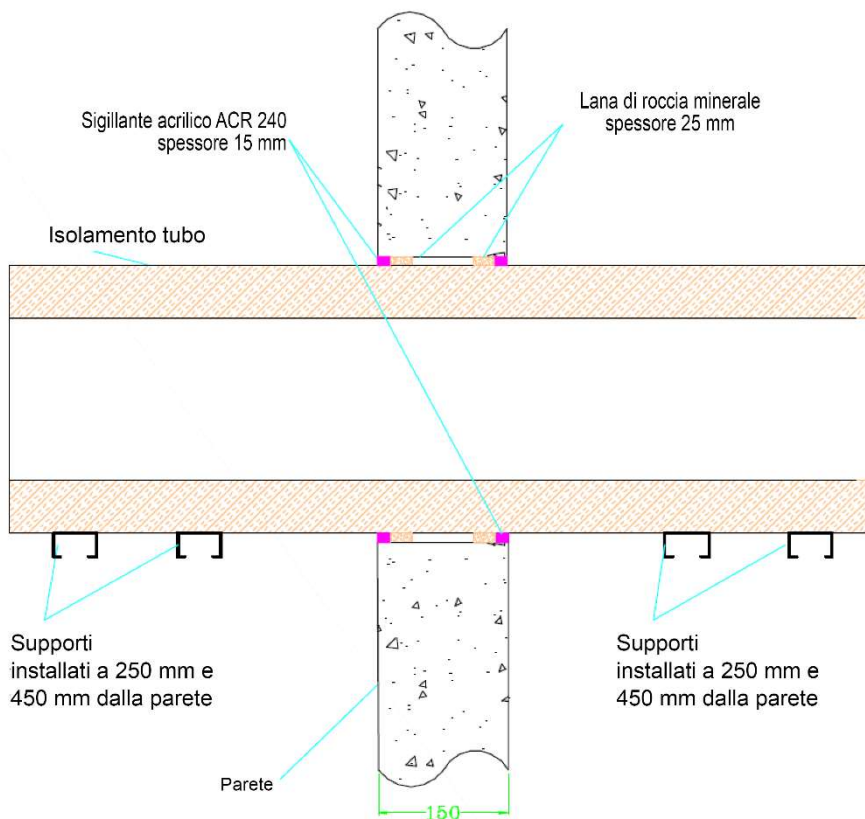 Sigillante acrilico ACR 240
spessore 15 mm
Lana di roccia minerale
spessore 25 mm
Isolamento tubo
Supporti
installati a 250 mm e
450 mm dalla parete
Supporti
installati a 250 mm e
450 mm dalla parete
Parete
150